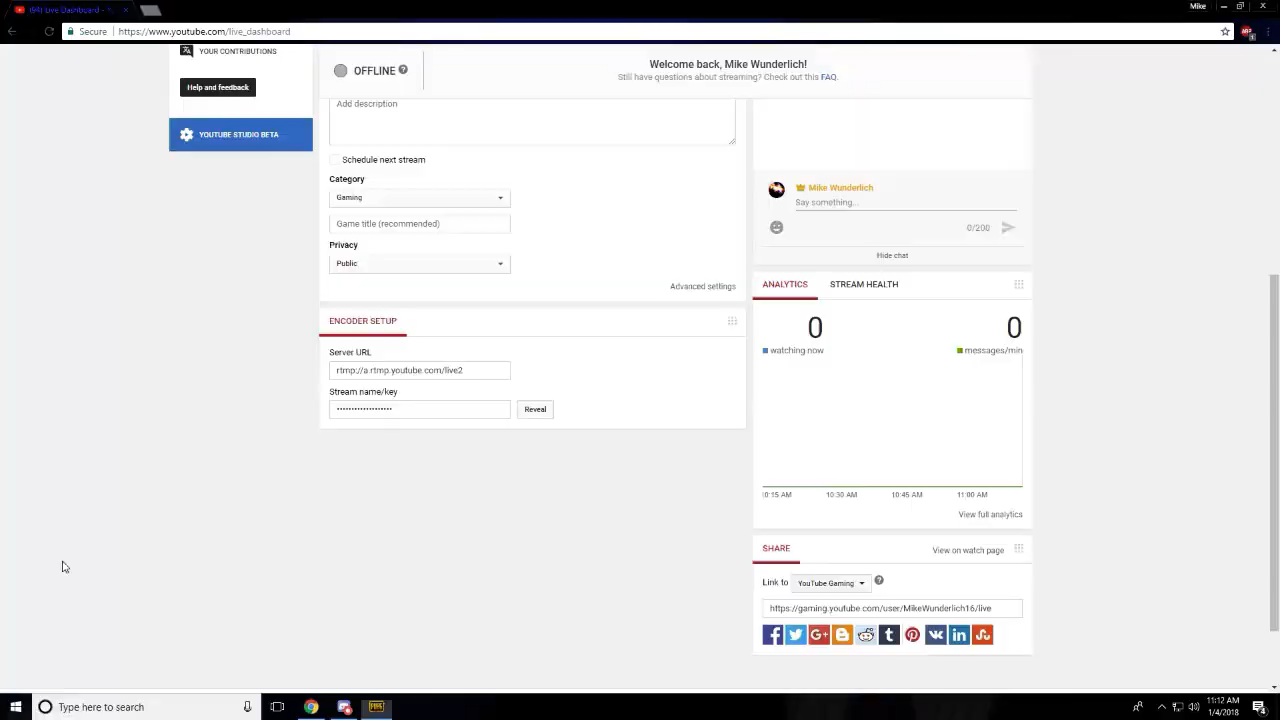 (94) Live Dashboard - Y
Mike
Secure
https://www.youtube.com/live_dashboard
YOUR CONTRIBUTIONS
Help and feedback
YOUTUBE STUDIO BETA
OFFLINE
Welcome back, Mike Wunderlich!
Still have questions about streaming? Check out this FAQ.
Add description
Schedule next stream
Category
Gaming
Game title (recommended)
Privacy
Public
Advanced settings
ENCODER SETUP
Server URL
rtmp://a.rtmp.youtube.com/live2
Stream name/key
••••••••••••••••••• Reveal
Mike Wunderlich
Say something...
0/200
Hide chat
ANALYTICS STREAM HEALTH
0 0
watching now messages/min
10:15 AM 10:30 AM 10:45 AM 11:00 AM
View full analytics
SHARE View on watch page
Link to YouTube Gaming
https://gaming.youtube.com/user/MikeWunderlich16/live
Type here to search
11:12 AM
1/4/2018